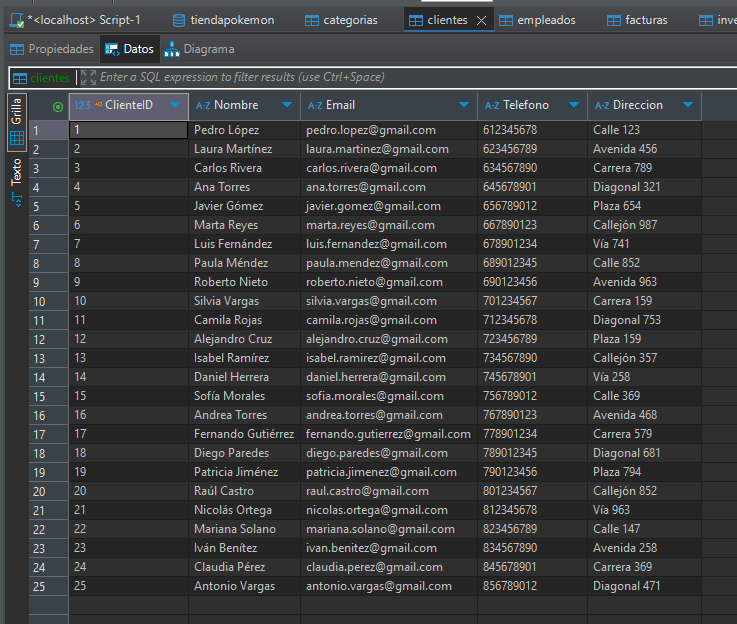 *<localhost> Script-1 tiendapokemon categorias clientes empleados facturas inve
Propiedades Datos Diagrama
clientes Enter a SQL expression to filter results (use Ctrl+Space)
Grilla
Texto
123 ClienteID A-Z Nombre A-Z Email A-Z Telefono A-Z Direccion
1 1 Pedro López pedro.lopez@gmail.com 612345678 Calle 123
2 2 Laura Martínez laura.martinez@gmail.com 623456789 Avenida 456
3 3 Carlos Rivera carlos.rivera@gmail.com 634567890 Carrera 789
4 4 Ana Torres ana.torres@gmail.com 645678901 Diagonal 321
5 5 Javier Gómez javier.gomez@gmail.com 656789012 Plaza 654
6 6 Marta Reyes marta.reyes@gmail.com 667890123 Callejón 987
7 7 Luis Fernández luis.fernandez@gmail.com 678901234 Vía 741
8 8 Paula Méndez paula.mendez@gmail.com 689012345 Calle 852
9 9 Roberto Nieto roberto.nieto@gmail.com 690123456 Avenida 963
10 10 Silvia Vargas silvia.vargas@gmail.com 701234567 Carrera 159
11 11 Camila Rojas camila.rojas@gmail.com 712345678 Diagonal 753
12 12 Alejandro Cruz alejandro.cruz@gmail.com 723456789 Plaza 159
13 13 Isabel Ramírez isabel.ramirez@gmail.com 734567890 Callejón 357
14 14 Daniel Herrera daniel.herrera@gmail.com 745678901 Vía 258
15 15 Sofía Morales sofia.morales@gmail.com 756789012 Calle 369
16 16 Andrea Torres andrea.torres@gmail.com 767890123 Avenida 468
17 17 Fernando Gutiérrez fernando.gutierrez@gmail.com 778901234 Carrera 579
18 18 Diego Paredes diego.paredes@gmail.com 789012345 Diagonal 681
19 19 Patricia Jiménez patricia.jimenez@gmail.com 790123456 Plaza 794
20 20 Raúl Castro raul.castro@gmail.com 801234567 Callejón 852
21 21 Nicolás Ortega nicolas.ortega@gmail.com 812345678 Vía 963
22 22 Mariana Solano mariana.solano@gmail.com 823456789 Calle 147
23 23 Iván Benítez ivan.benitez@gmail.com 834567890 Avenida 258
24 24 Claudia Pérez claudia.perez@gmail.com 845678901 Carrera 369
25 25 Antonio Vargas antonio.vargas@gmail.com 856789012 Diagonal 471